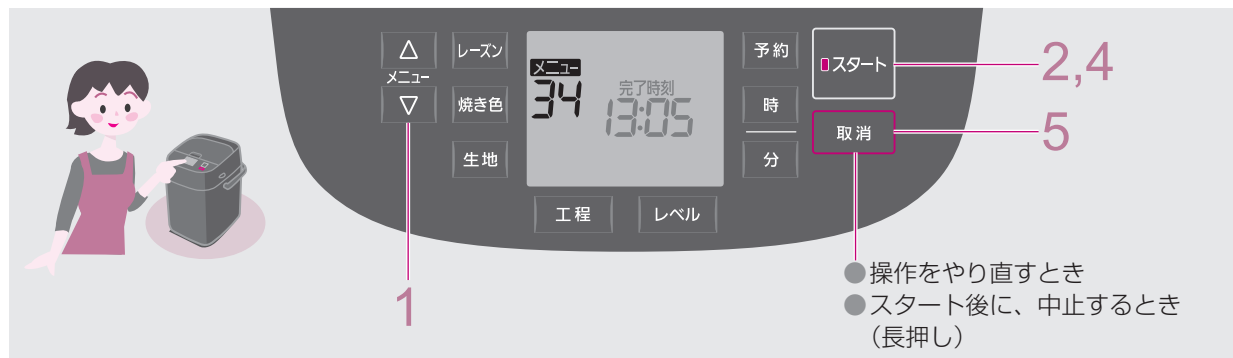 △
メニュー
▽
レーズン
焼き色
生地
メニュー
34
完了時刻
13:05
工程
レベル
予約
時
分
スタート
取消
1
2,4
5
●操作をやり直すとき
●スタート後に、中止するとき
(長押し)